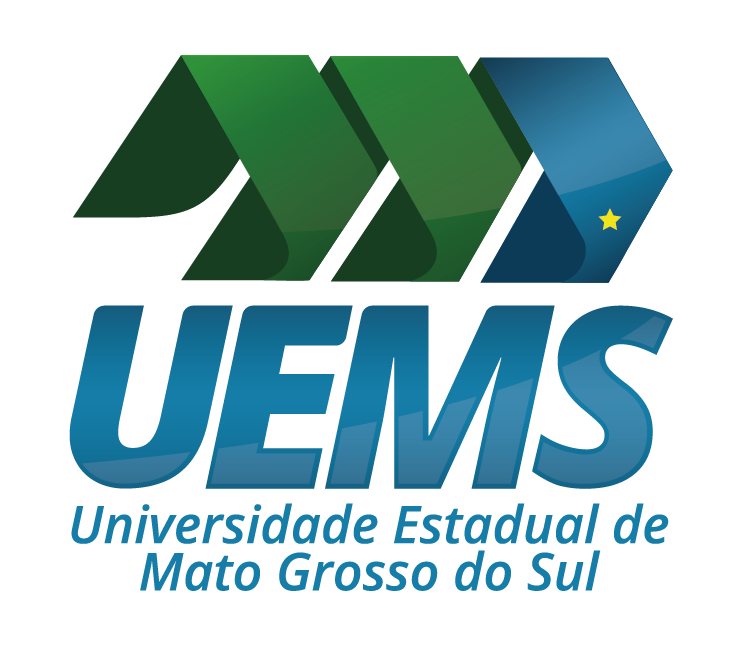 UEMS
Universidade Estadual de
Mato Grosso do Sul